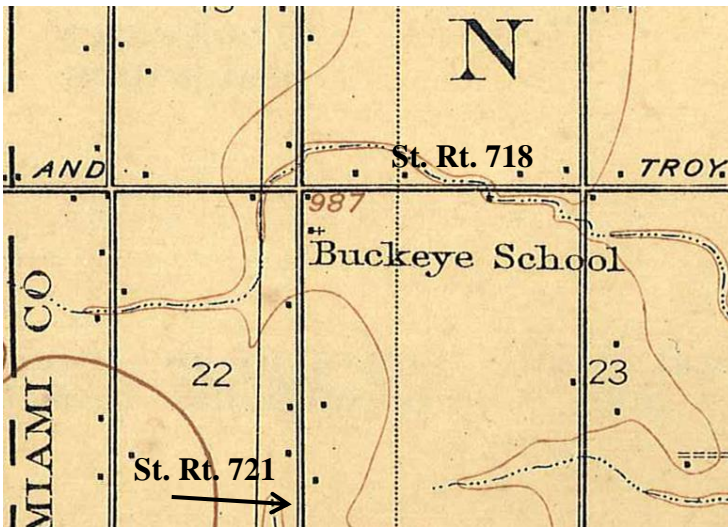 N
St. Rt. 718
AND
TROY
987
Buckeye School
MIAMI CO
22
23
St. Rt. 721